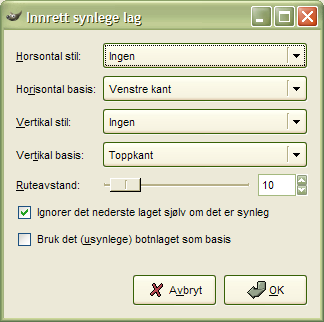 Innrett synlege lag
Horsontal stil: Ingen
Horisontal basis: Venstre kant
Vertikal stil: Ingen
Vertikal basis: Toppkant
Ruteavstand: 10
Ignorer det nederste laget sjølv om det er synleg
Bruk det (usynlege) botnlaget som basis
Avbryt OK